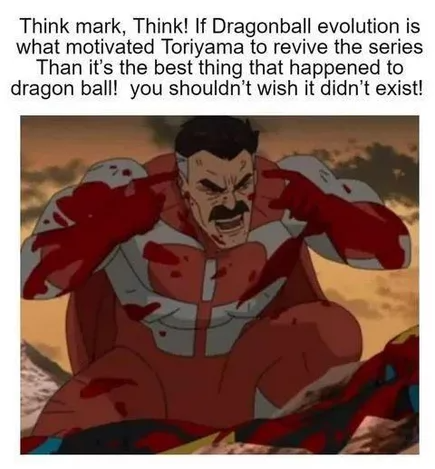 Think mark, Think! If Dragonball evolution is
what motivated Toriyama to revive the series
Than it's the best thing that happened to
dragon ball!  you shouldn't wish it didn't exist!